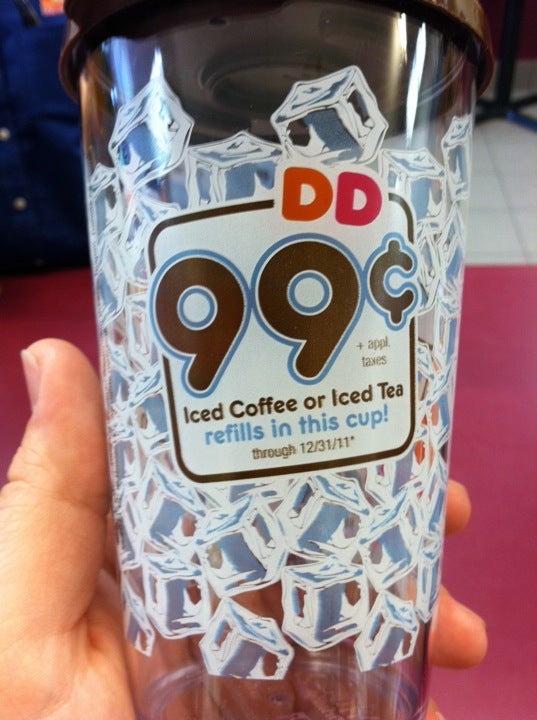 DD
99¢
+ appl.
taxes
Iced Coffee or Iced Tea
refills in this cup!
through 12/31/11*